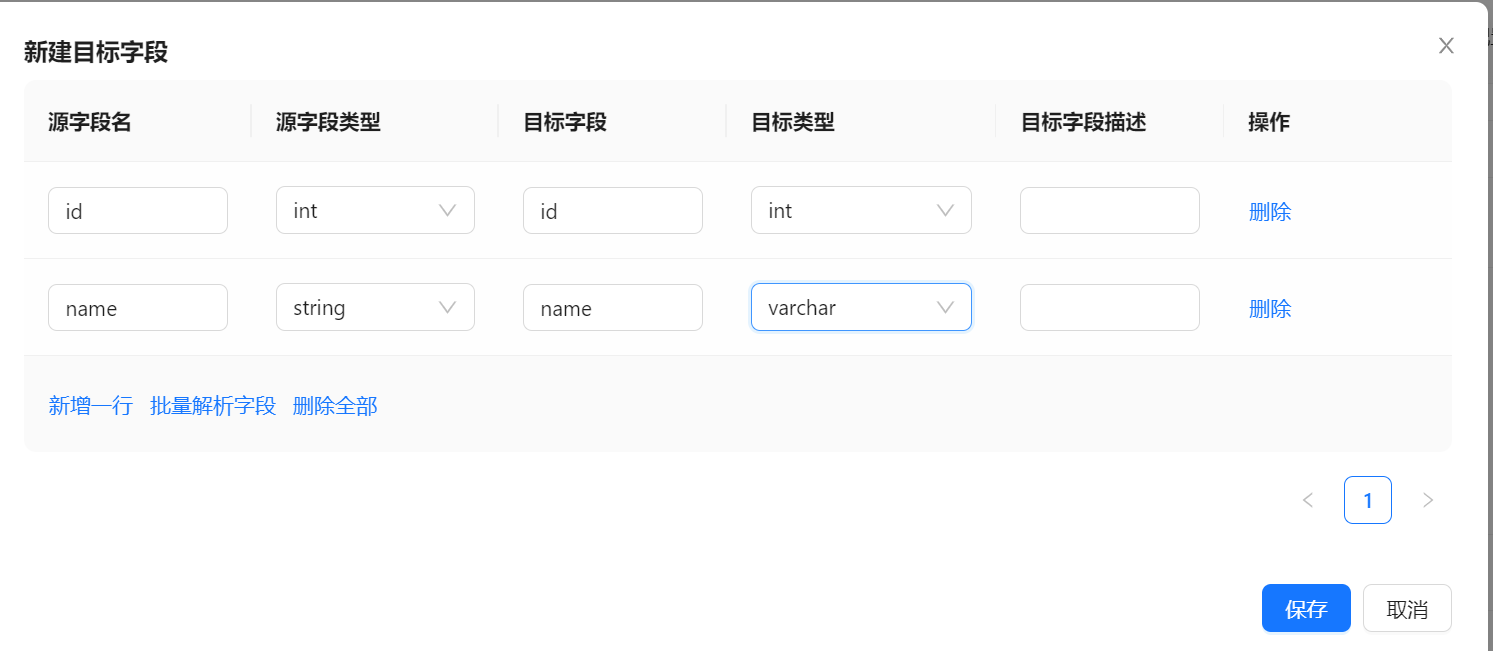 新建目标字段
源字段名 源字段类型 目标字段 目标类型 目标字段描述 操作
id int id int 删除
name string name varchar 删除
新增一行 批量解析字段 删除全部
1
保存 取消